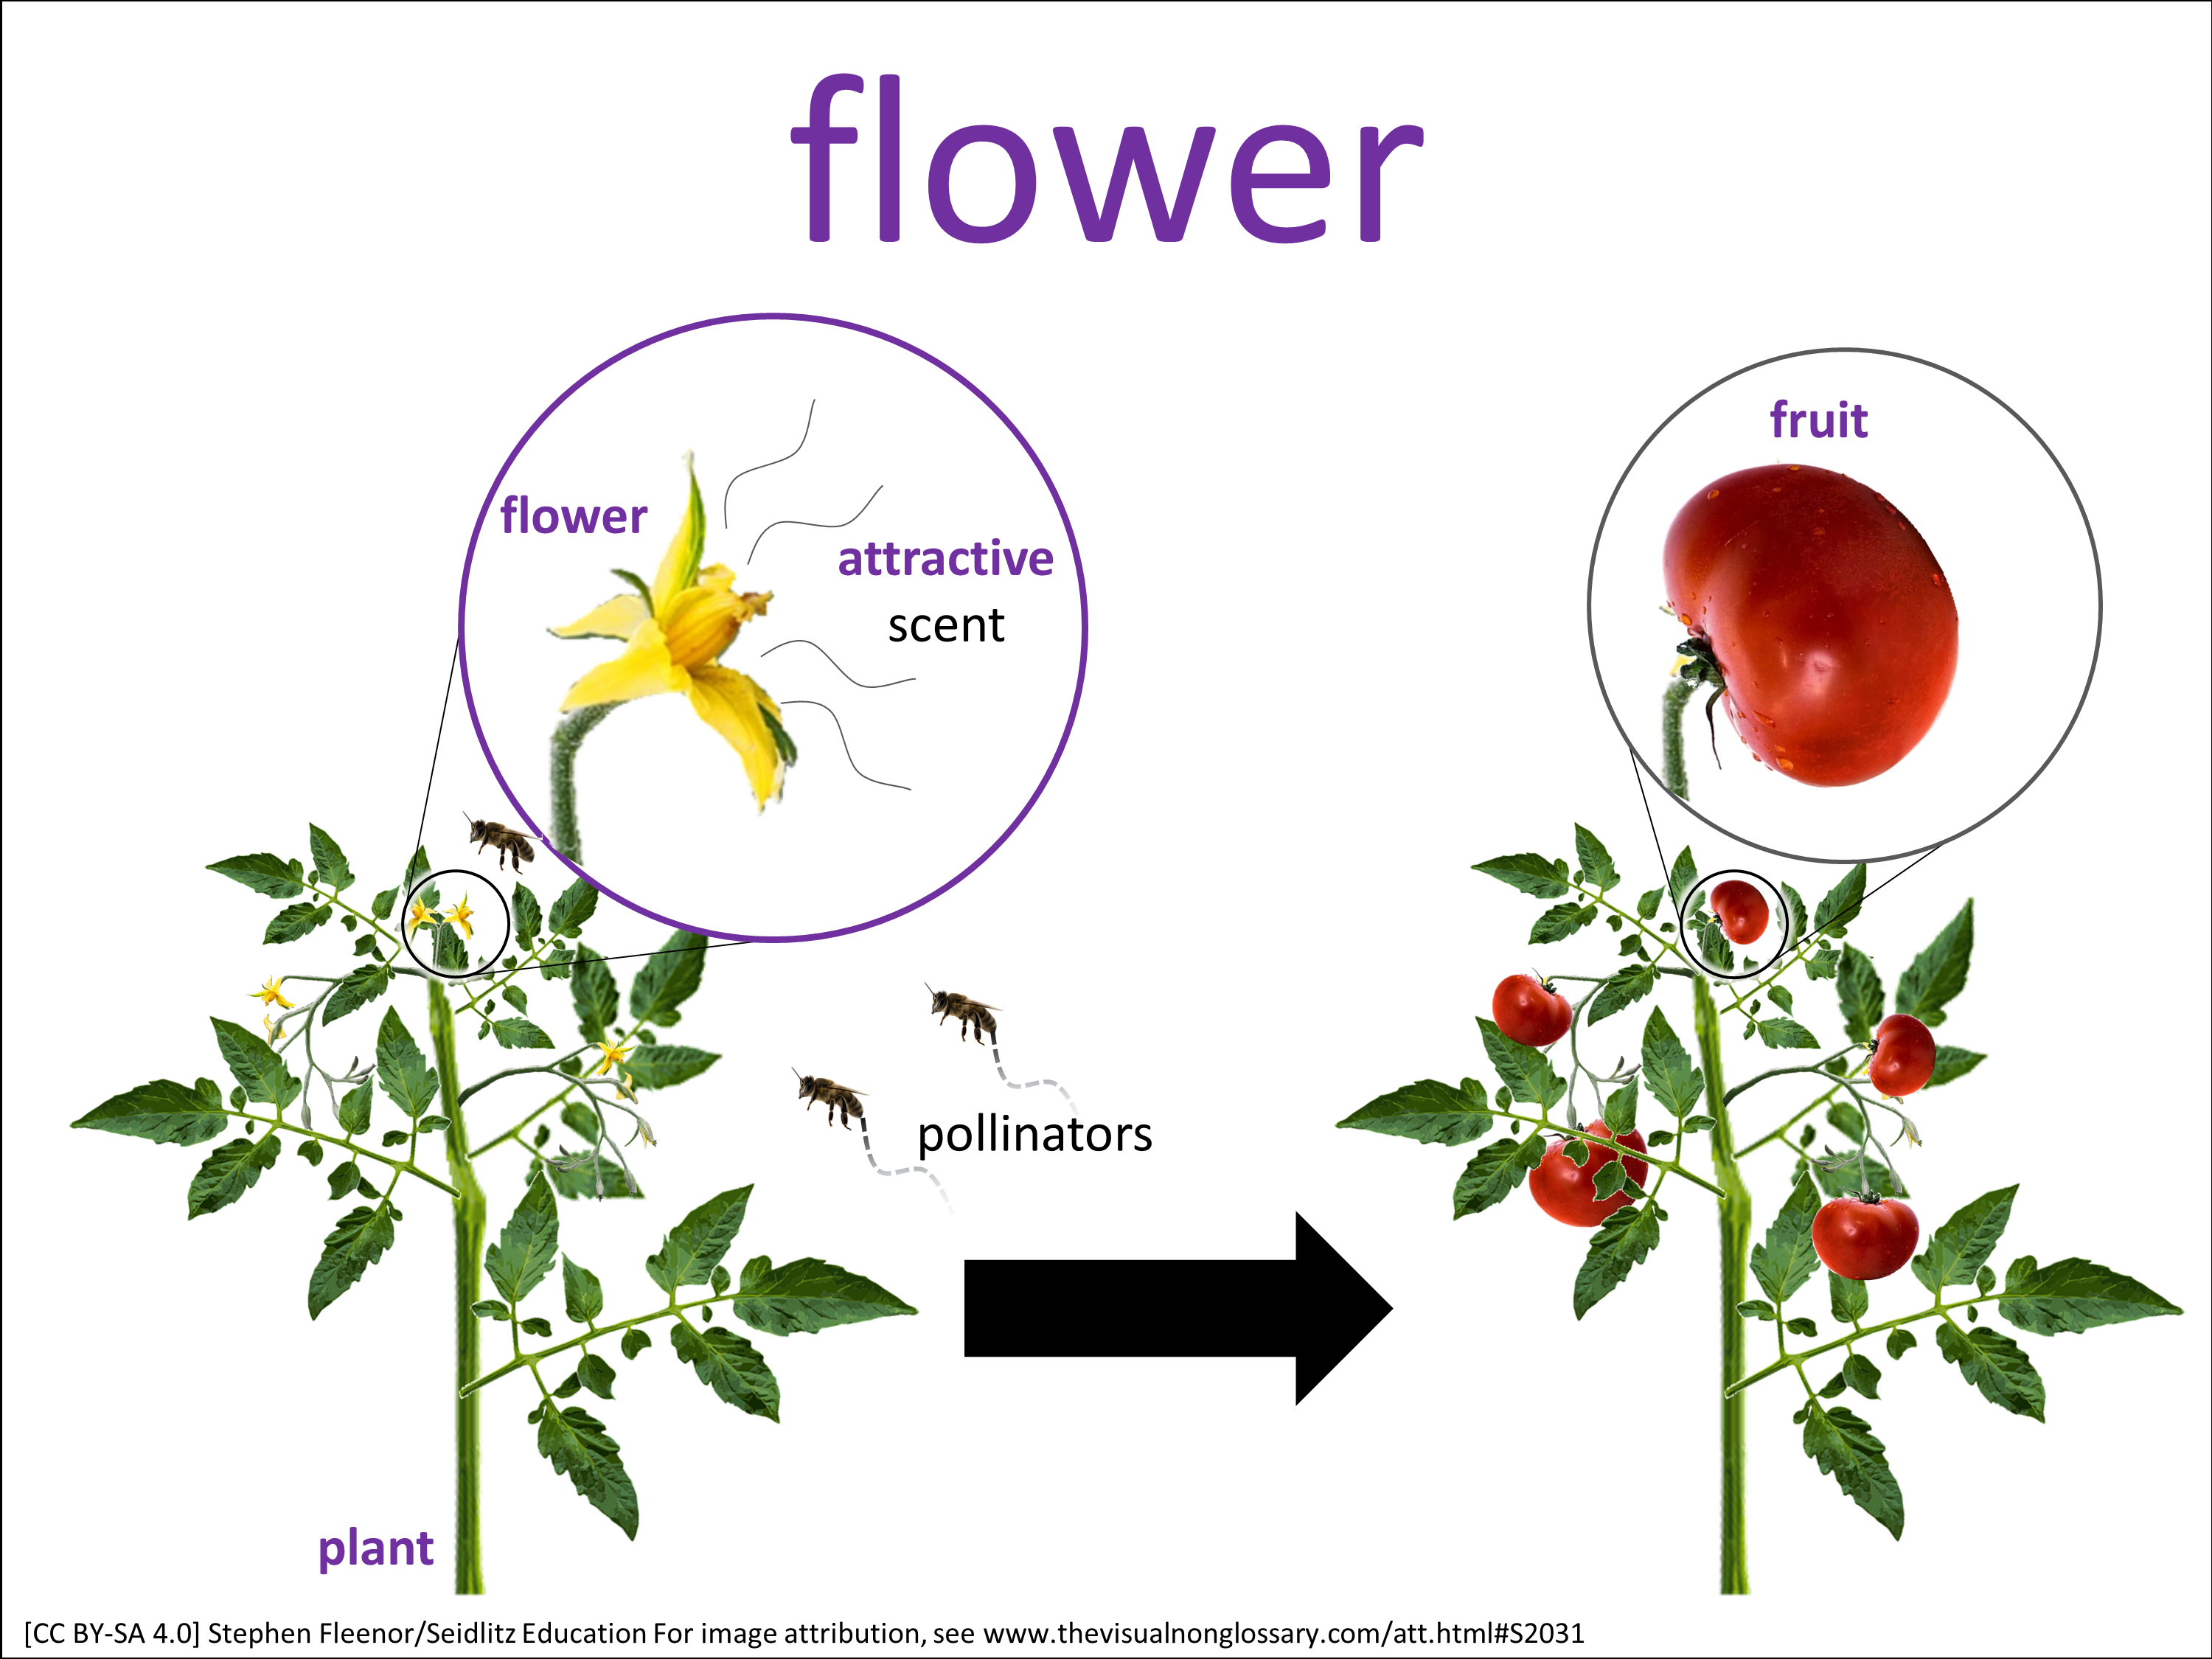 flower
flower
attractive
scent
fruit
pollinators
plant
[CC BY-SA 4.0] Stephen Fleenor/Seidlitz Education For image attribution, see www.thevisualnonglossary.com/att.html#S2031